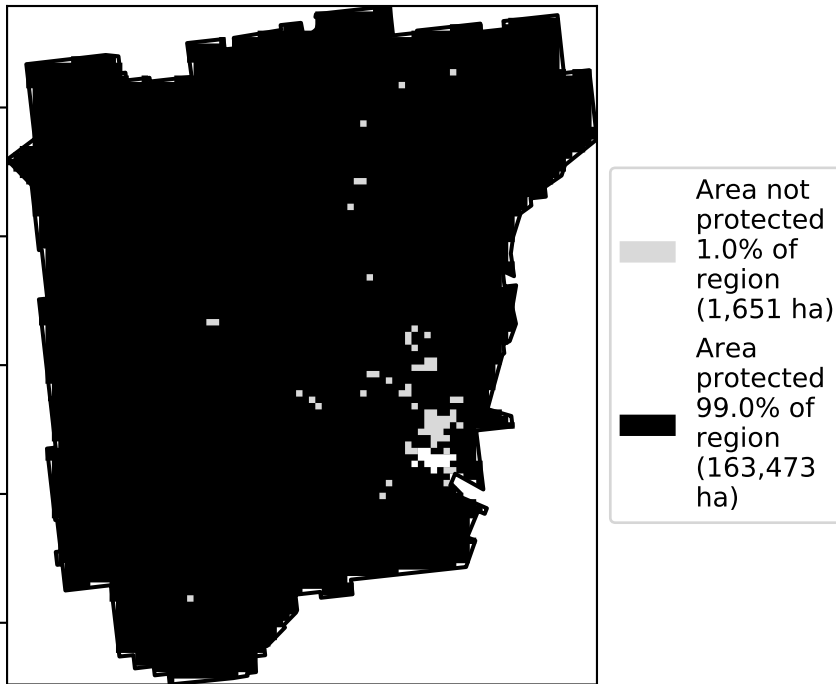 Area not
protected
1.0% of
region
(1,651 ha)
Area
protected
99.0% of
region
(163,473
ha)